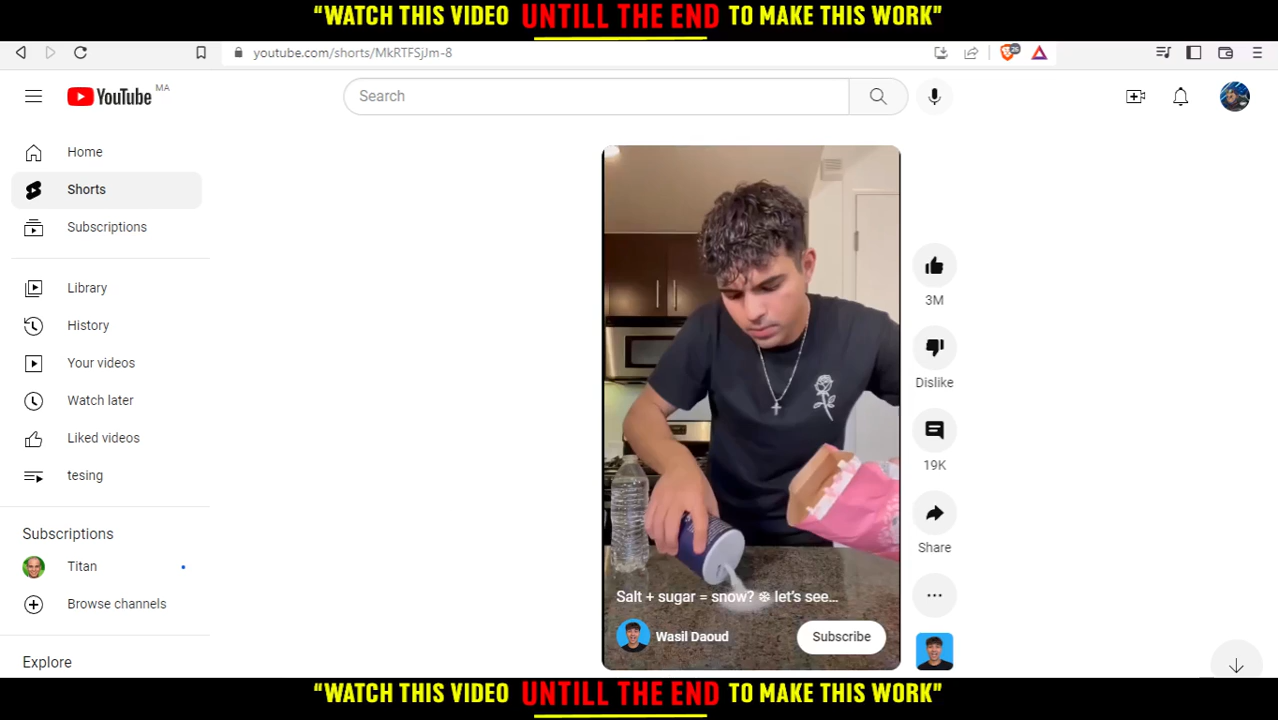 “WATCH THIS VIDEO UNTILL THE END TO MAKE THIS WORK”
youtube.com/shorts/MkRTFSjJm-8
26
YouTube MA
Search
Home
Shorts
Subscriptions
Library
History
Your videos
Watch later
Liked videos
tesing
Subscriptions
Titan
Browse channels
Explore
3M
Dislike
19K
Share
Salt + sugar = snow? ❄ let's see...
Wasil Daoud
Subscribe
“WATCH THIS VIDEO UNTILL THE END TO MAKE THIS WORK”